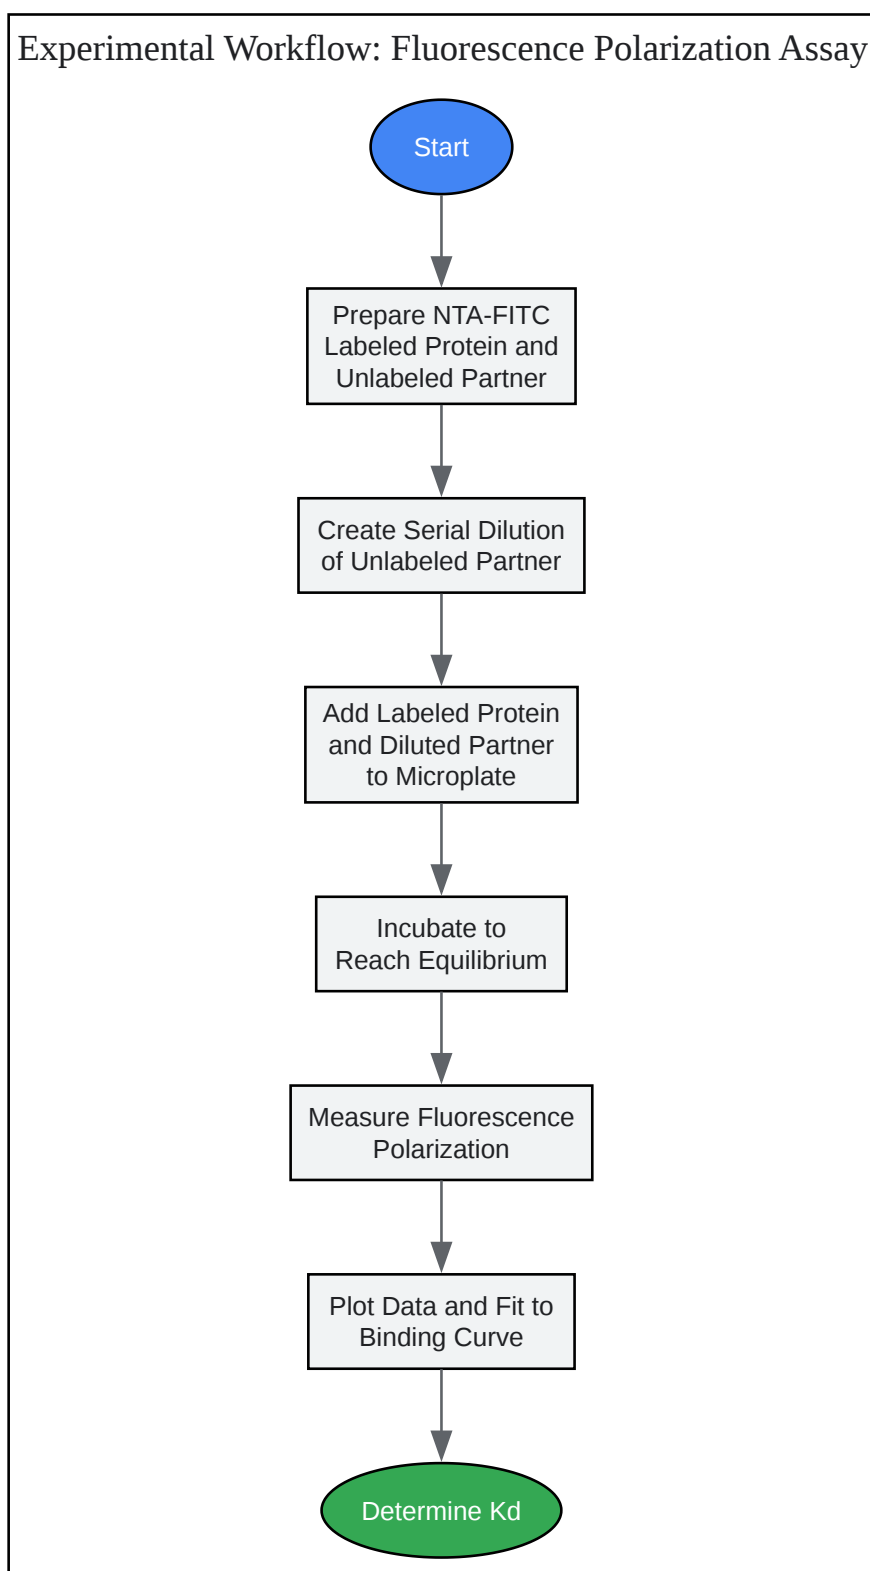 Experimental Workflow: Fluorescence Polarization Assay
Start
Prepare NTA-FITC
Labeled Protein and
Unlabeled Partner
Create Serial Dilution
of Unlabeled Partner
Add Labeled Protein
and Diluted Partner
to Microplate
Incubate to
Reach Equilibrium
Measure Fluorescence
Polarization
Plot Data and Fit to
Binding Curve
Determine Kd